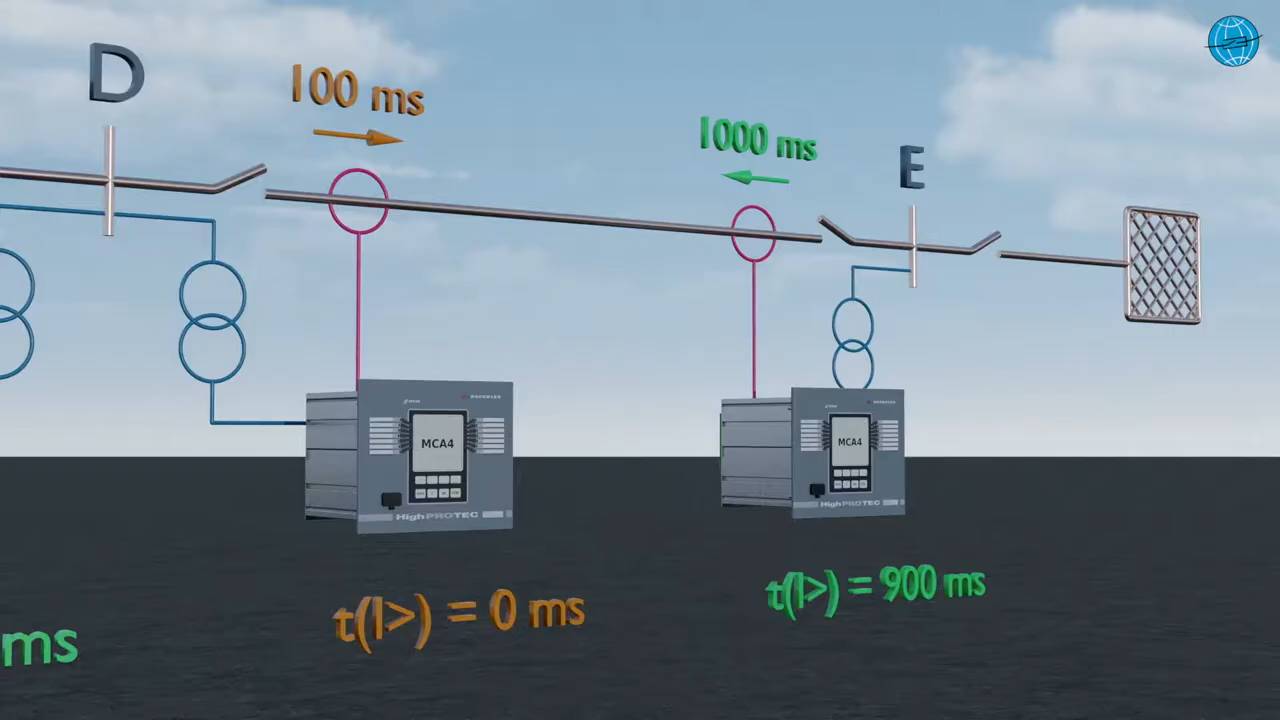 D
100 ms
1000 ms
E
MCA4
HighPROTEC
MCA4
HighPROTEC
t(I>) = 0 ms
t(I>) = 900 ms
ms